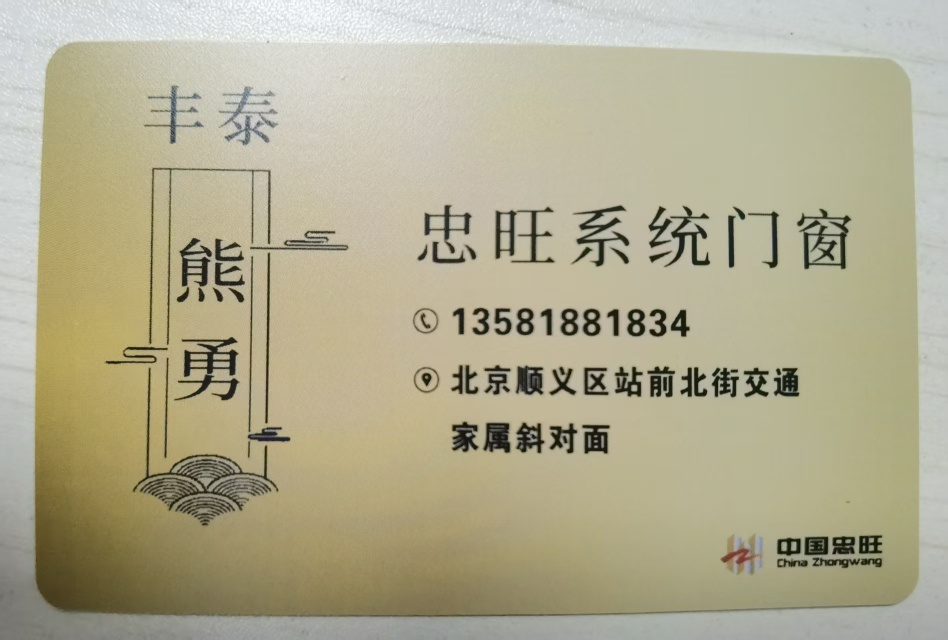 丰泰
熊勇
忠旺系统门窗
13581881834
北京顺义区站前北街交通
家属斜对面
中国忠旺
China Zhongwang